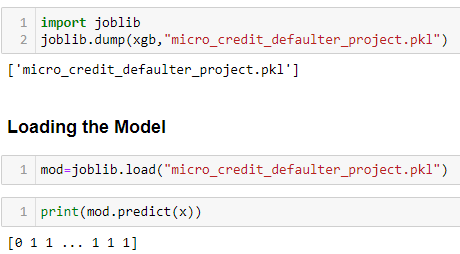 1 import joblib
2 joblib.dump(xgb,"micro_credit_defaulter_project.pkl")
['micro_credit_defaulter_project.pkl']
Loading the Model
1 mod=joblib.load("micro_credit_defaulter_project.pkl")
1 print(mod.predict(x))
[0 1 1 ... 1 1 1]